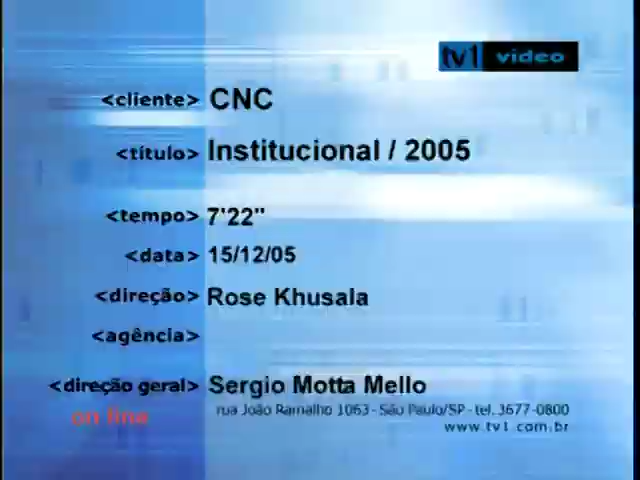 tv1 video
<cliente> CNC
<título> Institucional / 2005
<tempo> 7'22"
<data> 15/12/05
<direção> Rose Khusala
<agência>
<direção geral> Sergio Motta Mello
on line
rua João Ramalho 1063 - São Paulo/SP - tel. 3677-0800
www.tv1.com.br